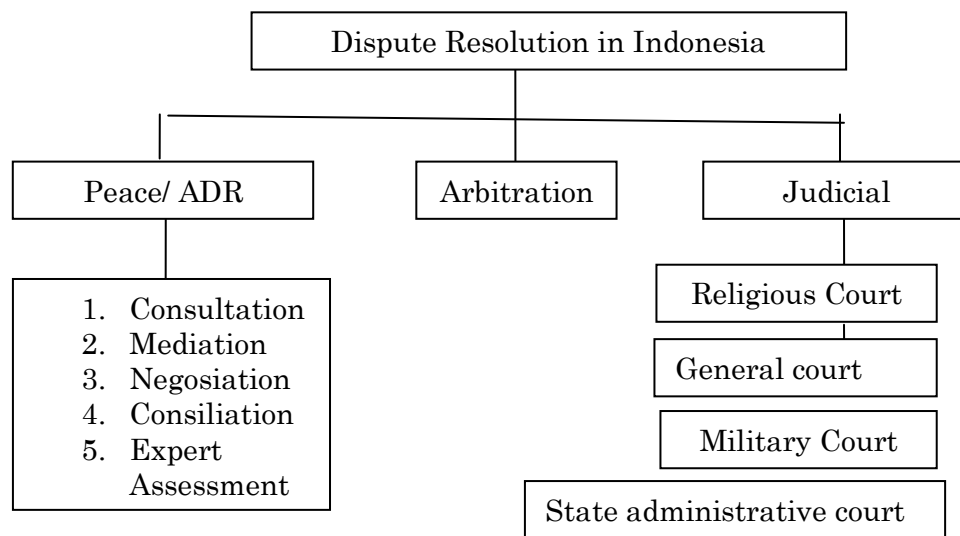 Dispute Resolution in Indonesia
Peace/ ADR
Arbitration
Judicial
1. Consultation
2. Mediation
3. Negosiation
4. Consiliation
5. Expert
Assessment
Religious Court
General court
Military Court
State administrative court